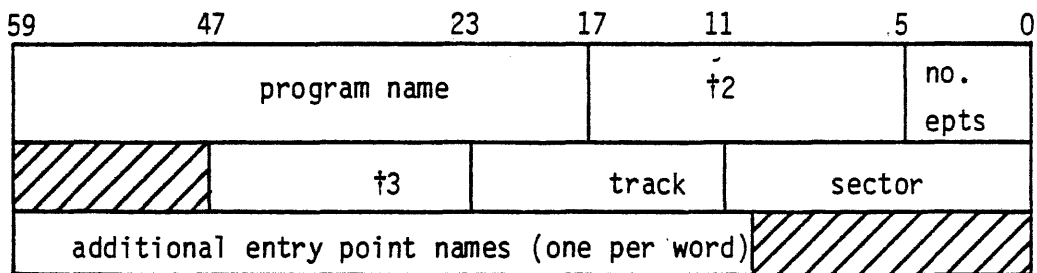 59 47 23 17 11 5 0
program name †2 no.
epts
†3 track sector
additional entry point names (one per word)